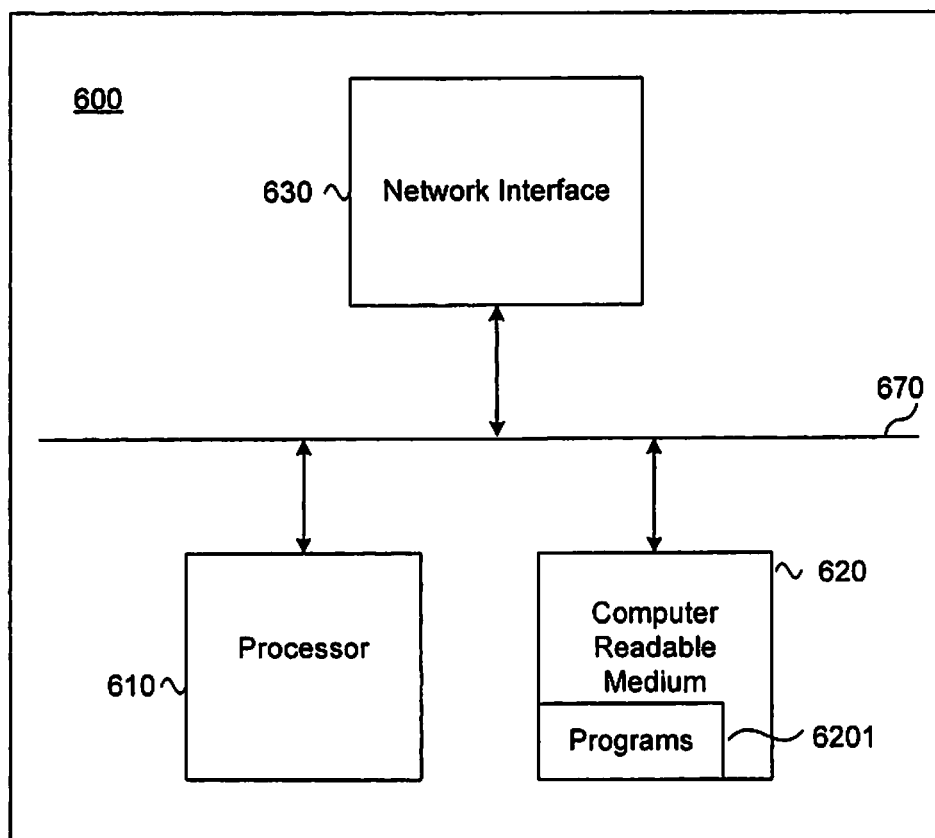 600
630
Network Interface
670
620
Computer
Readable
Medium
Processor
610
Programs
6201